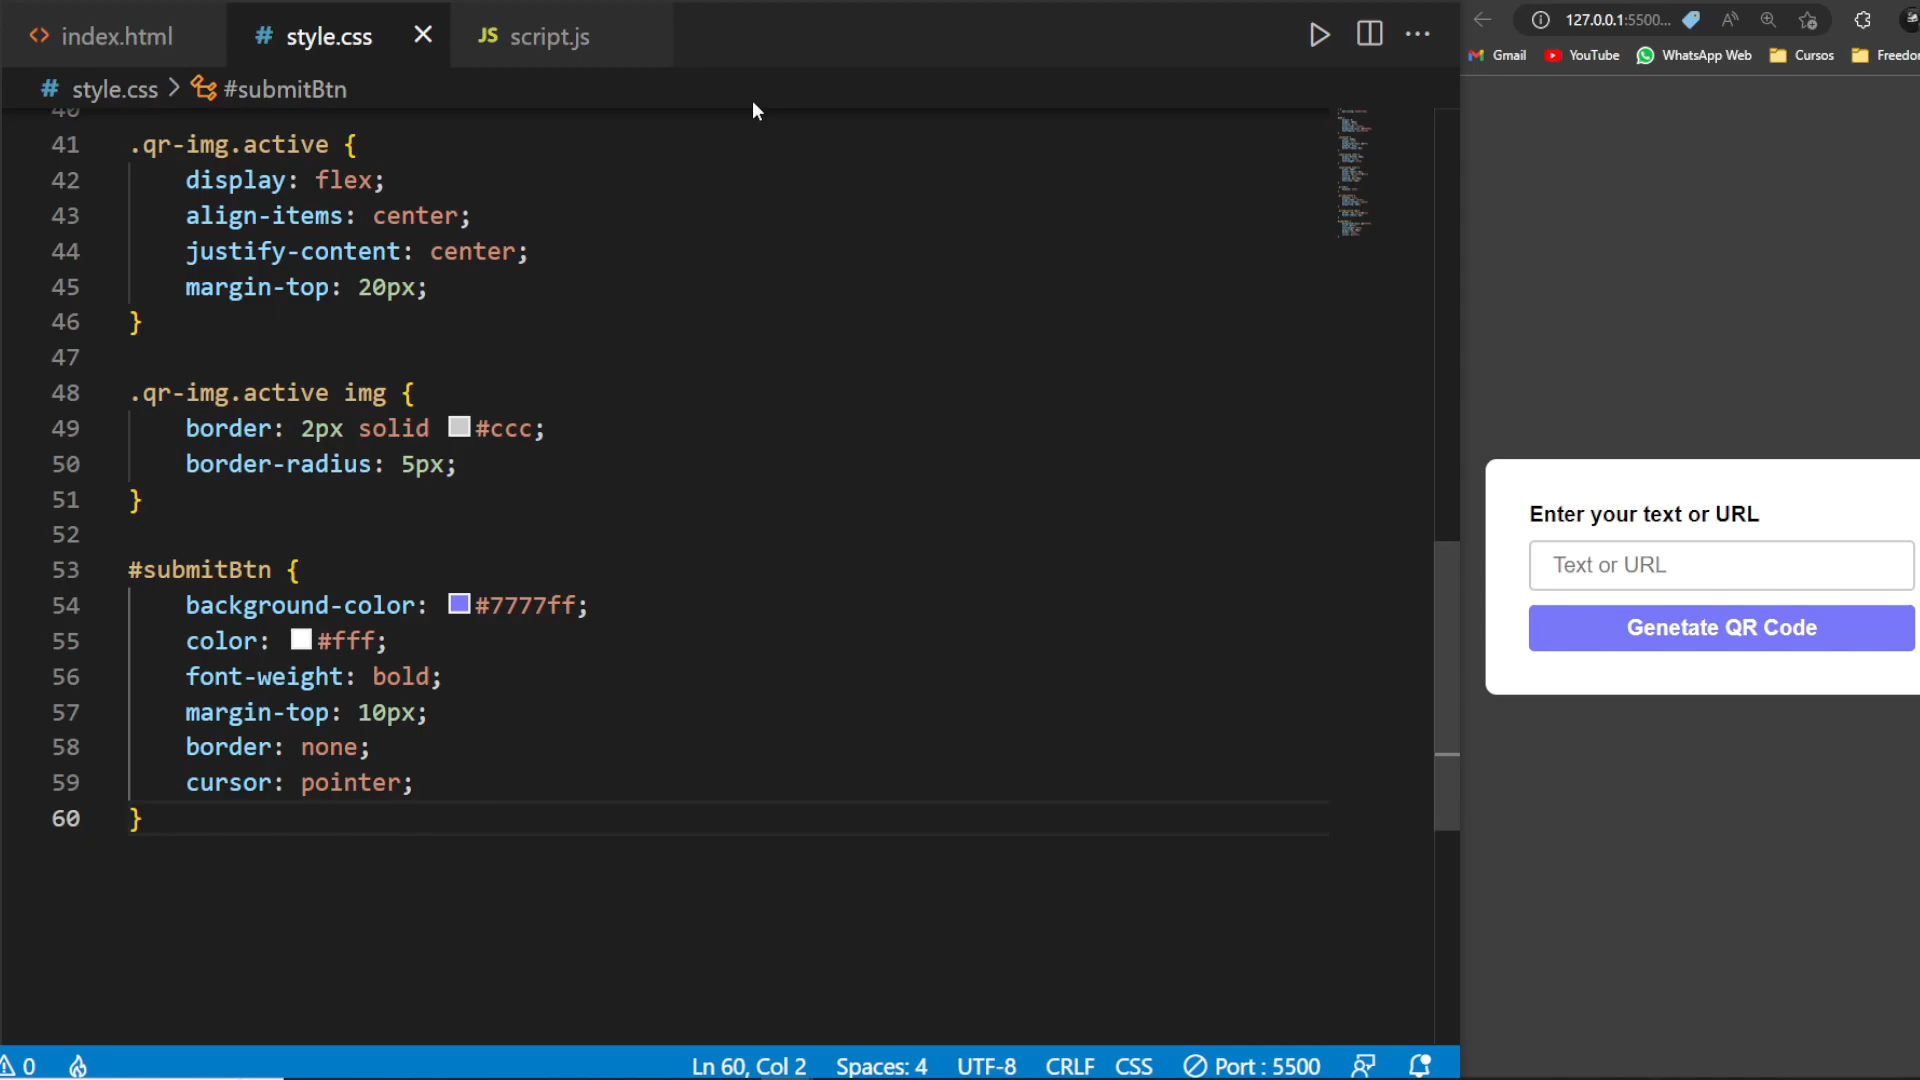 index.html
# style.css
JS script.js
# style.css > #submitBtn
40
41 .qr-img.active {
42 display: flex;
43 align-items: center;
44 justify-content: center;
45 margin-top: 20px;
46 }
47
48 .qr-img.active img {
49 border: 2px solid #ccc;
50 border-radius: 5px;
51 }
52
53 #submitBtn {
54 background-color: #7777ff;
55 color: #fff;
56 font-weight: bold;
57 margin-top: 10px;
58 border: none;
59 cursor: pointer;
60 }
0
Ln 60, Col 2
Spaces: 4
UTF-8
CRLF
CSS
Port : 5500
127.0.0.1:5500...
Gmail
YouTube
WhatsApp Web
Cursos
Freedo
Enter your text or URL
Text or URL
Genetate QR Code